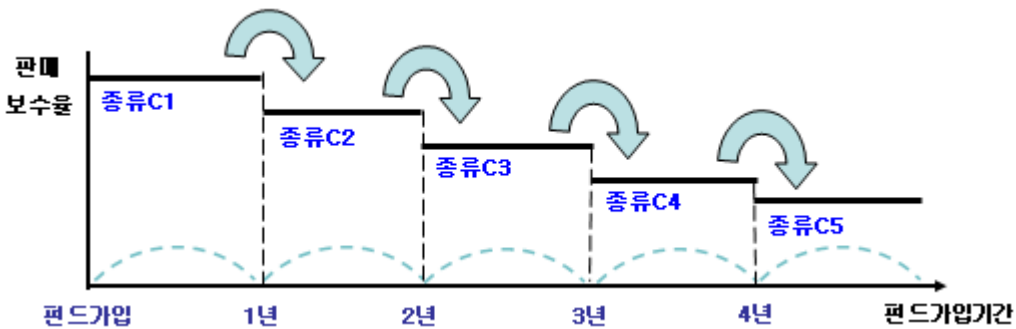 판매
보수율
종류C1
종류C2
종류C3
종류C4
종류C5
펀드가입
1년
2년
3년
4년
펀드가입기간